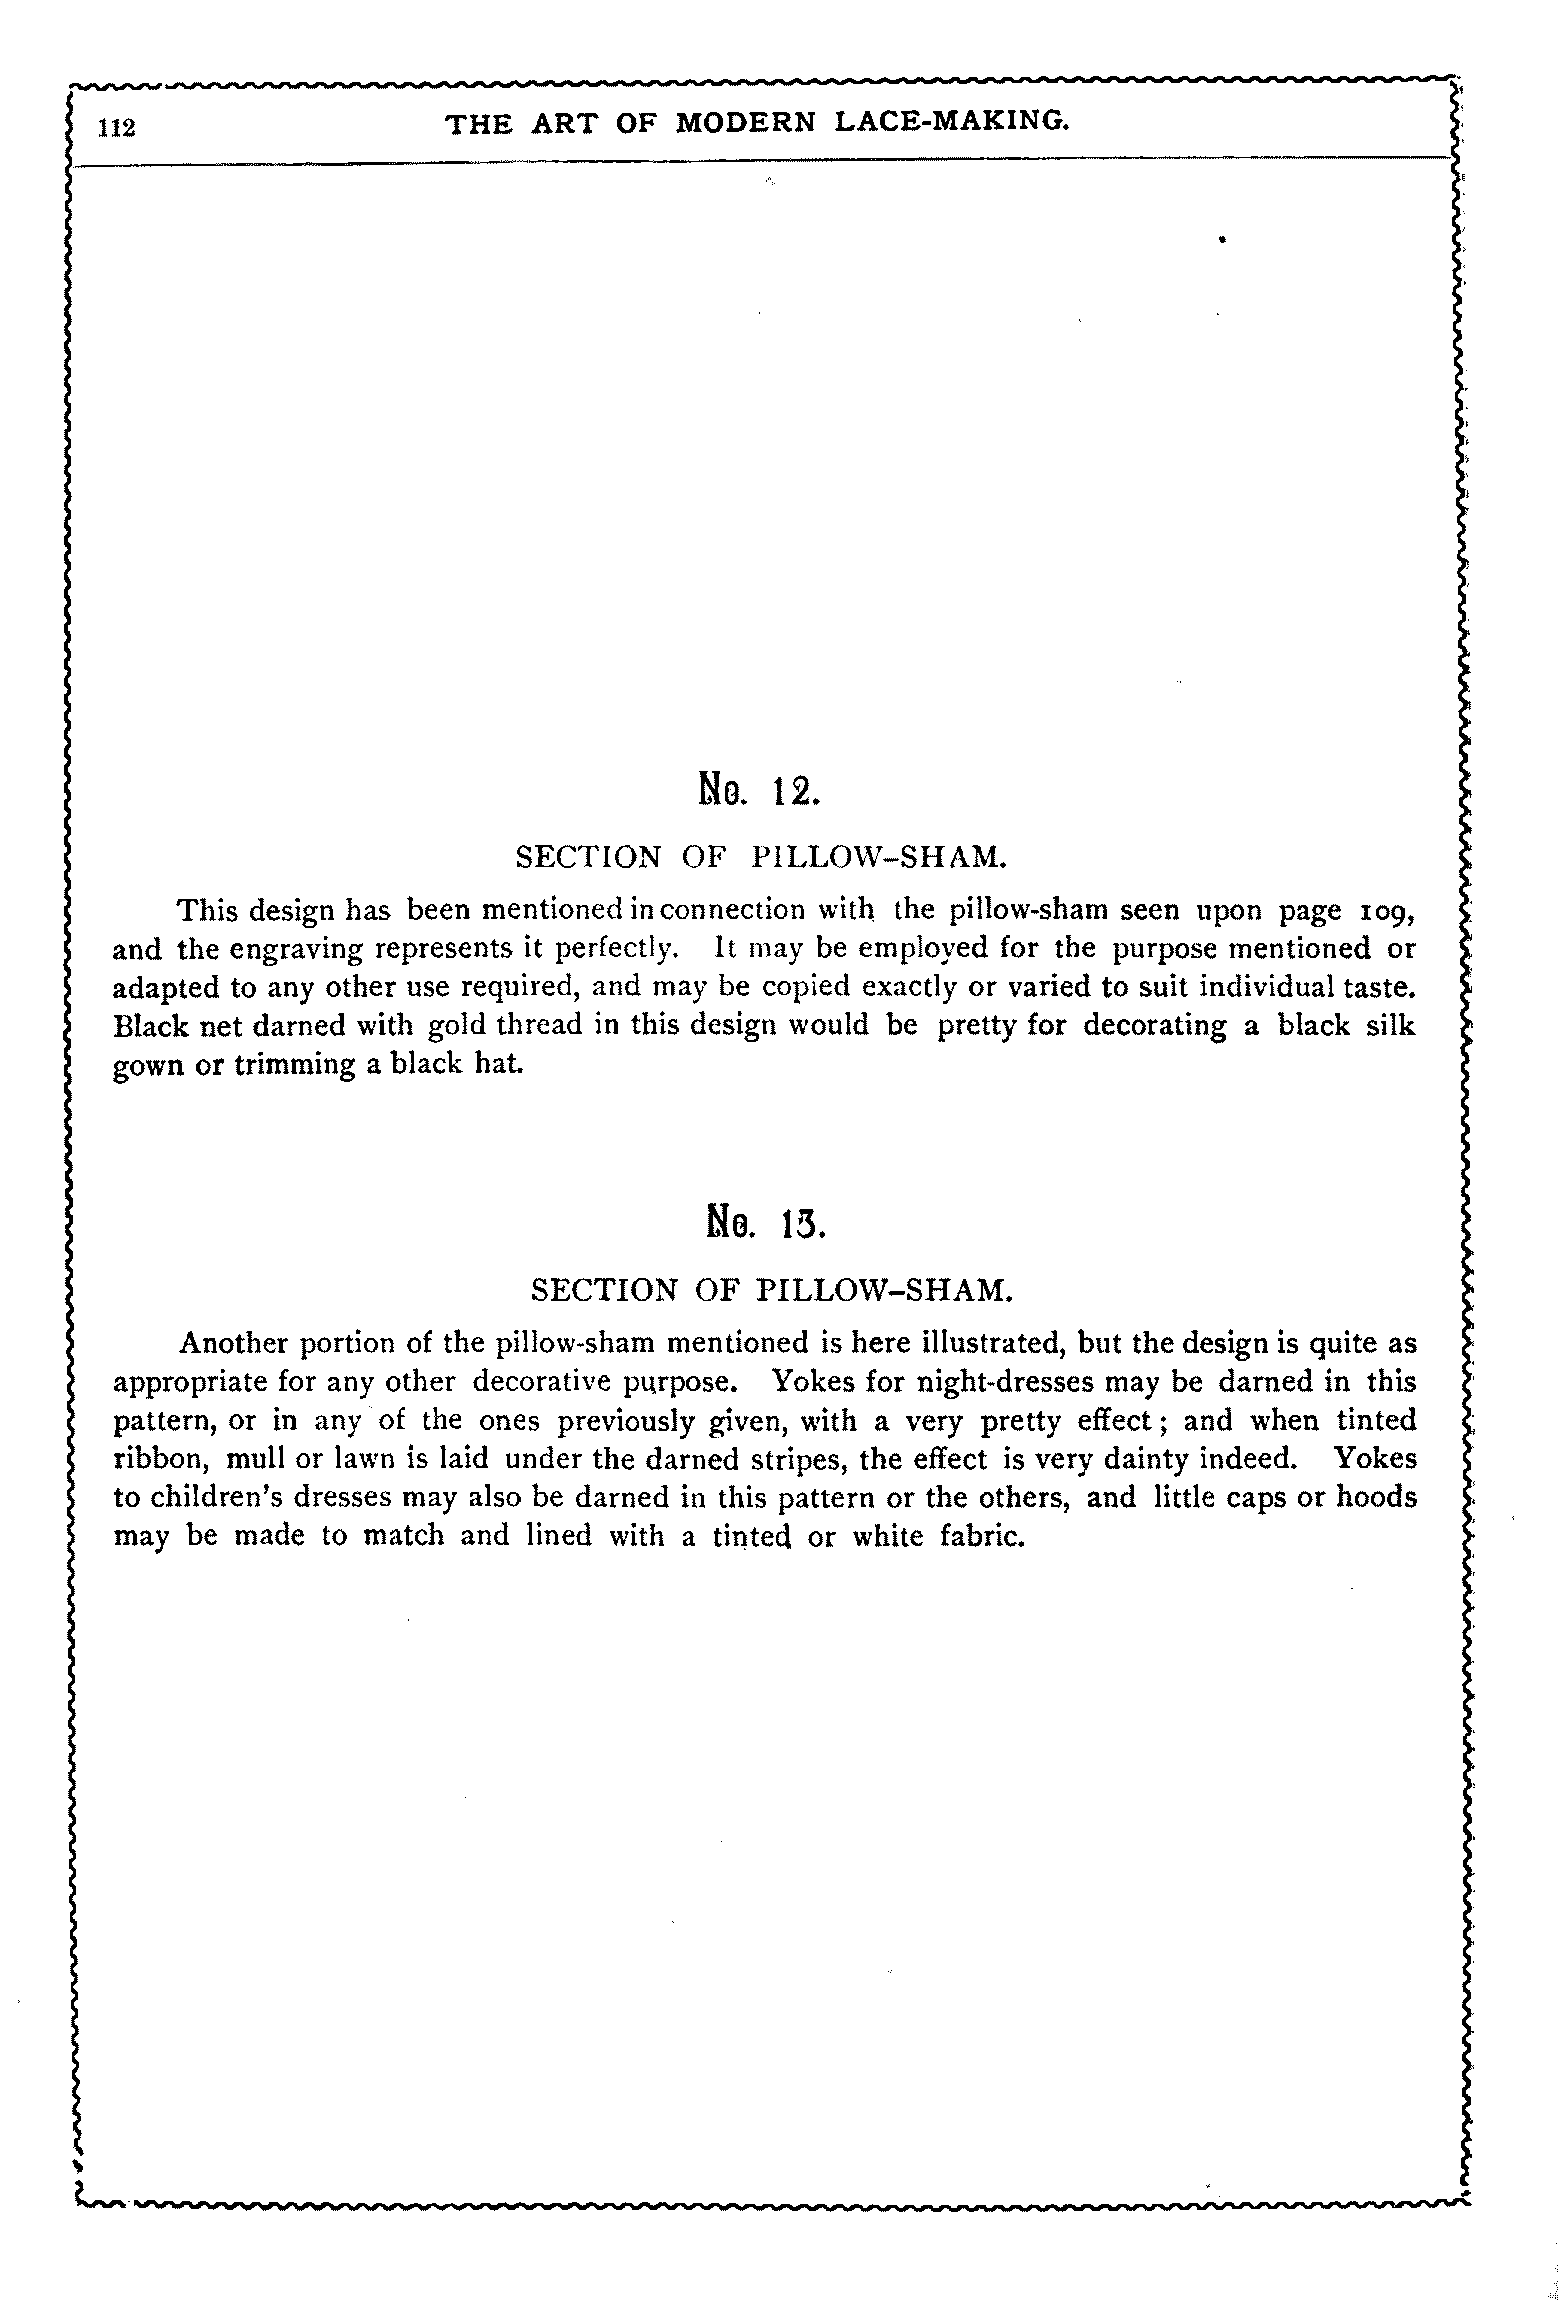 112
THE ART OF MODERN LACE-MAKING.
No. 12.
SECTION OF PILLOW-SHAM.
This design has been mentioned in connection with the pillow-sham seen upon page 109,
and the engraving represents it perfectly. It may be employed for the purpose mentioned or
adapted to any other use required, and may be copied exactly or varied to suit individual taste.
Black net darned with gold thread in this design would be pretty for decorating a black silk
gown or trimming a black hat.
No. 13.
SECTION OF PILLOW-SHAM.
Another portion of the pillow-sham mentioned is here illustrated, but the design is quite as
appropriate for any other decorative purpose. Yokes for night-dresses may be darned in this
pattern, or in any of the ones previously given, with a very pretty effect; and when tinted
ribbon, mull or lawn is laid under the darned stripes, the effect is very dainty indeed. Yokes
to children's dresses may also be darned in this pattern or the others, and little caps or hoods
may be made to match and lined with a tinted or white fabric.